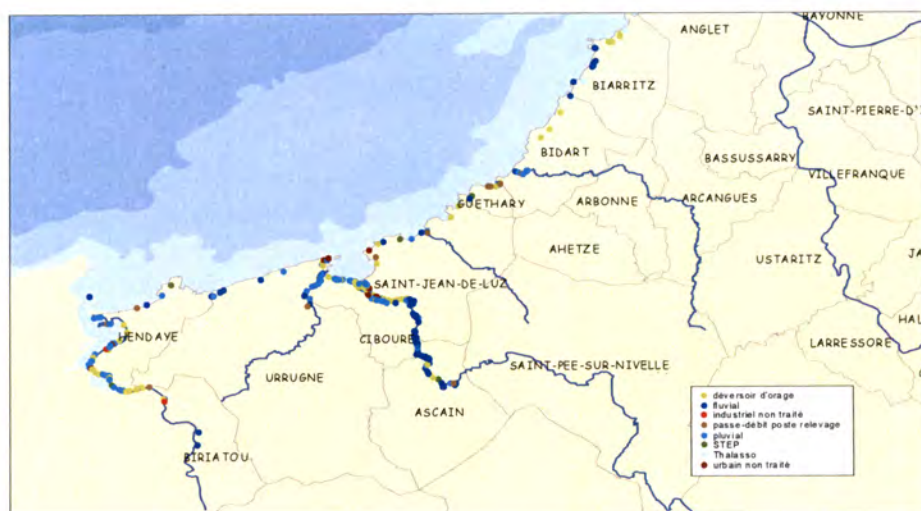 BAYONNE
ANGLET
BIARRITZ
SAINT-PIERRE-D'
BIDART
BASSUSSARRY
VILLEFRANQUE
GUETHARY
ARBONNE
ARCANGUES
AHETZE
USTARITZ
JA
SAINT-JEAN-DE-LUZ
HENDAYE
CIBOURE
HAL
LARRESSORE
SAINT-PEE-SUR-NIVELLE
URRUGNE
ASCAIN
BIRIATOU
déversoir d'orage
fluvial
industriel non traité
passe-débit poste relevage
pluvial
STEP
Thalasso
urbain non traité